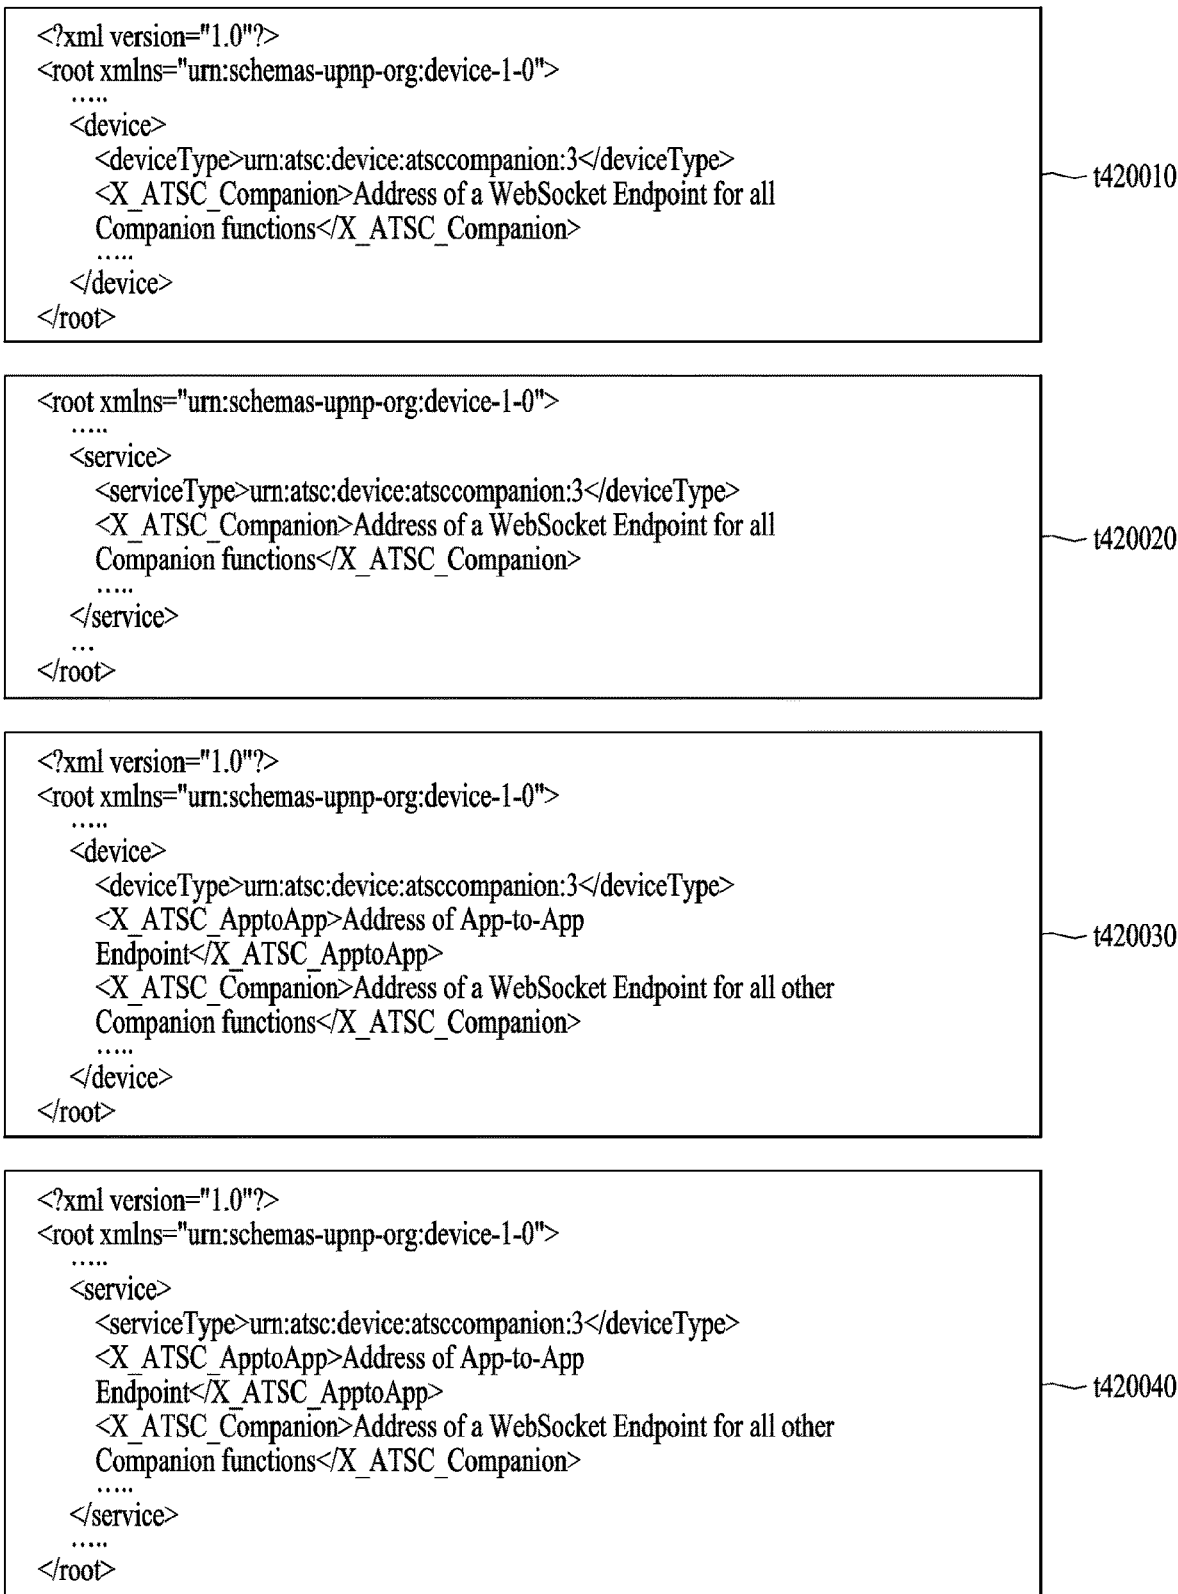 <?xml version="1.0"?>
<root xmlns="urn:schemas-upnp-org:device-1-0">
.....
<device>
<deviceType>urn:atsc:device:atsccompanion:3</deviceType>
<X_ATSC_Companion>Address of a WebSocket Endpoint for all
Companion functions</X_ATSC_Companion>
.....
</device>
</root>
t420010
<root xmlns="urn:schemas-upnp-org:device-1-0">
.....
<service>
<serviceType>urn:atsc:device:atsccompanion:3</deviceType>
<X_ATSC_Companion>Address of a WebSocket Endpoint for all
Companion functions</X_ATSC_Companion>
.....
</service>
...
</root>
t420020
<?xml version="1.0"?>
<root xmlns="urn:schemas-upnp-org:device-1-0">
.....
<device>
<deviceType>urn:atsc:device:atsccompanion:3</deviceType>
<X_ATSC_ApptoApp>Address of App-to-App
Endpoint</X_ATSC_ApptoApp>
<X_ATSC_Companion>Address of a WebSocket Endpoint for all other
Companion functions</X_ATSC_Companion>
.....
</device>
</root>
t420030
<?xml version="1.0"?>
<root xmlns="urn:schemas-upnp-org:device-1-0">
.....
<service>
<serviceType>urn:atsc:device:atsccompanion:3</deviceType>
<X_ATSC_ApptoApp>Address of App-to-App
Endpoint</X_ATSC_ApptoApp>
<X_ATSC_Companion>Address of a WebSocket Endpoint for all other
Companion functions</X_ATSC_Companion>
.....
</service>
.....
</root>
t420040